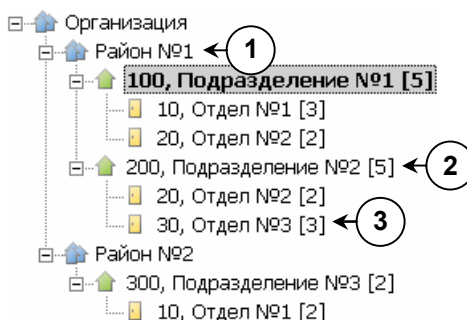 Организация
Район №1 1
100, Подразделение №1 [5]
10, Отдел №1 [3]
20, Отдел №2 [2]
200, Подразделение №2 [5] 2
20, Отдел №2 [2]
30, Отдел №3 [3] 3
Район №2
300, Подразделение №3 [2]
10, Отдел №1 [2]